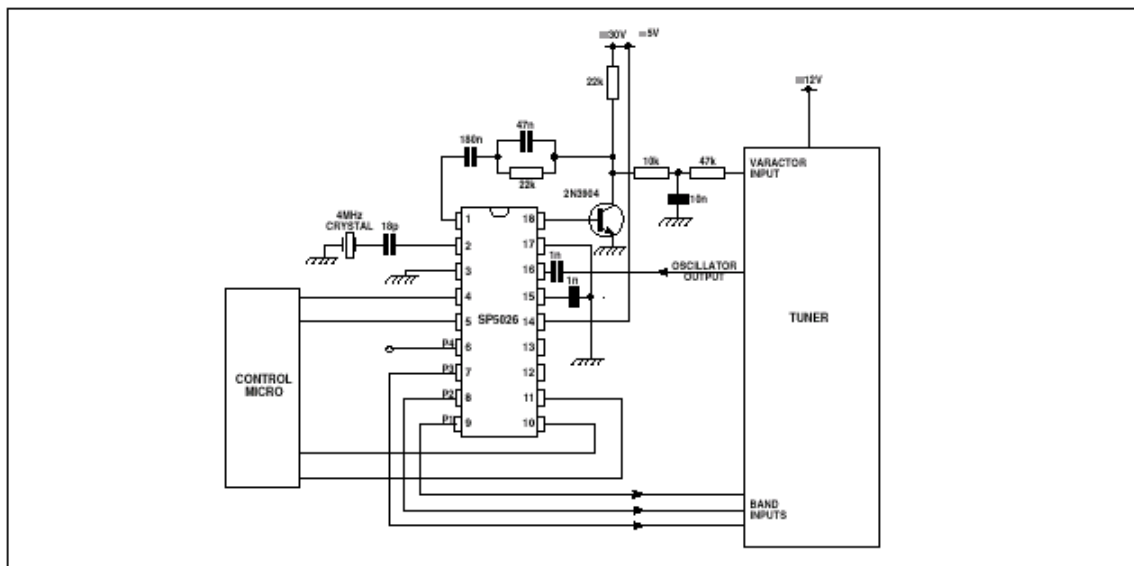 30V
5V
22k
12V
47n
180n
22k
10k
47k
VARACTOR
INPUT
2N3904
10n
4MHz
CRYSTAL
18p
1
18
2
17
3
16
1n
OSCILLATOR
OUTPUT
1n
4
15
SP5026
TUNER
5
14
P4
6
13
P3
7
12
CONTROL
MICRO
P2
8
11
P1
9
10
BAND
INPUTS